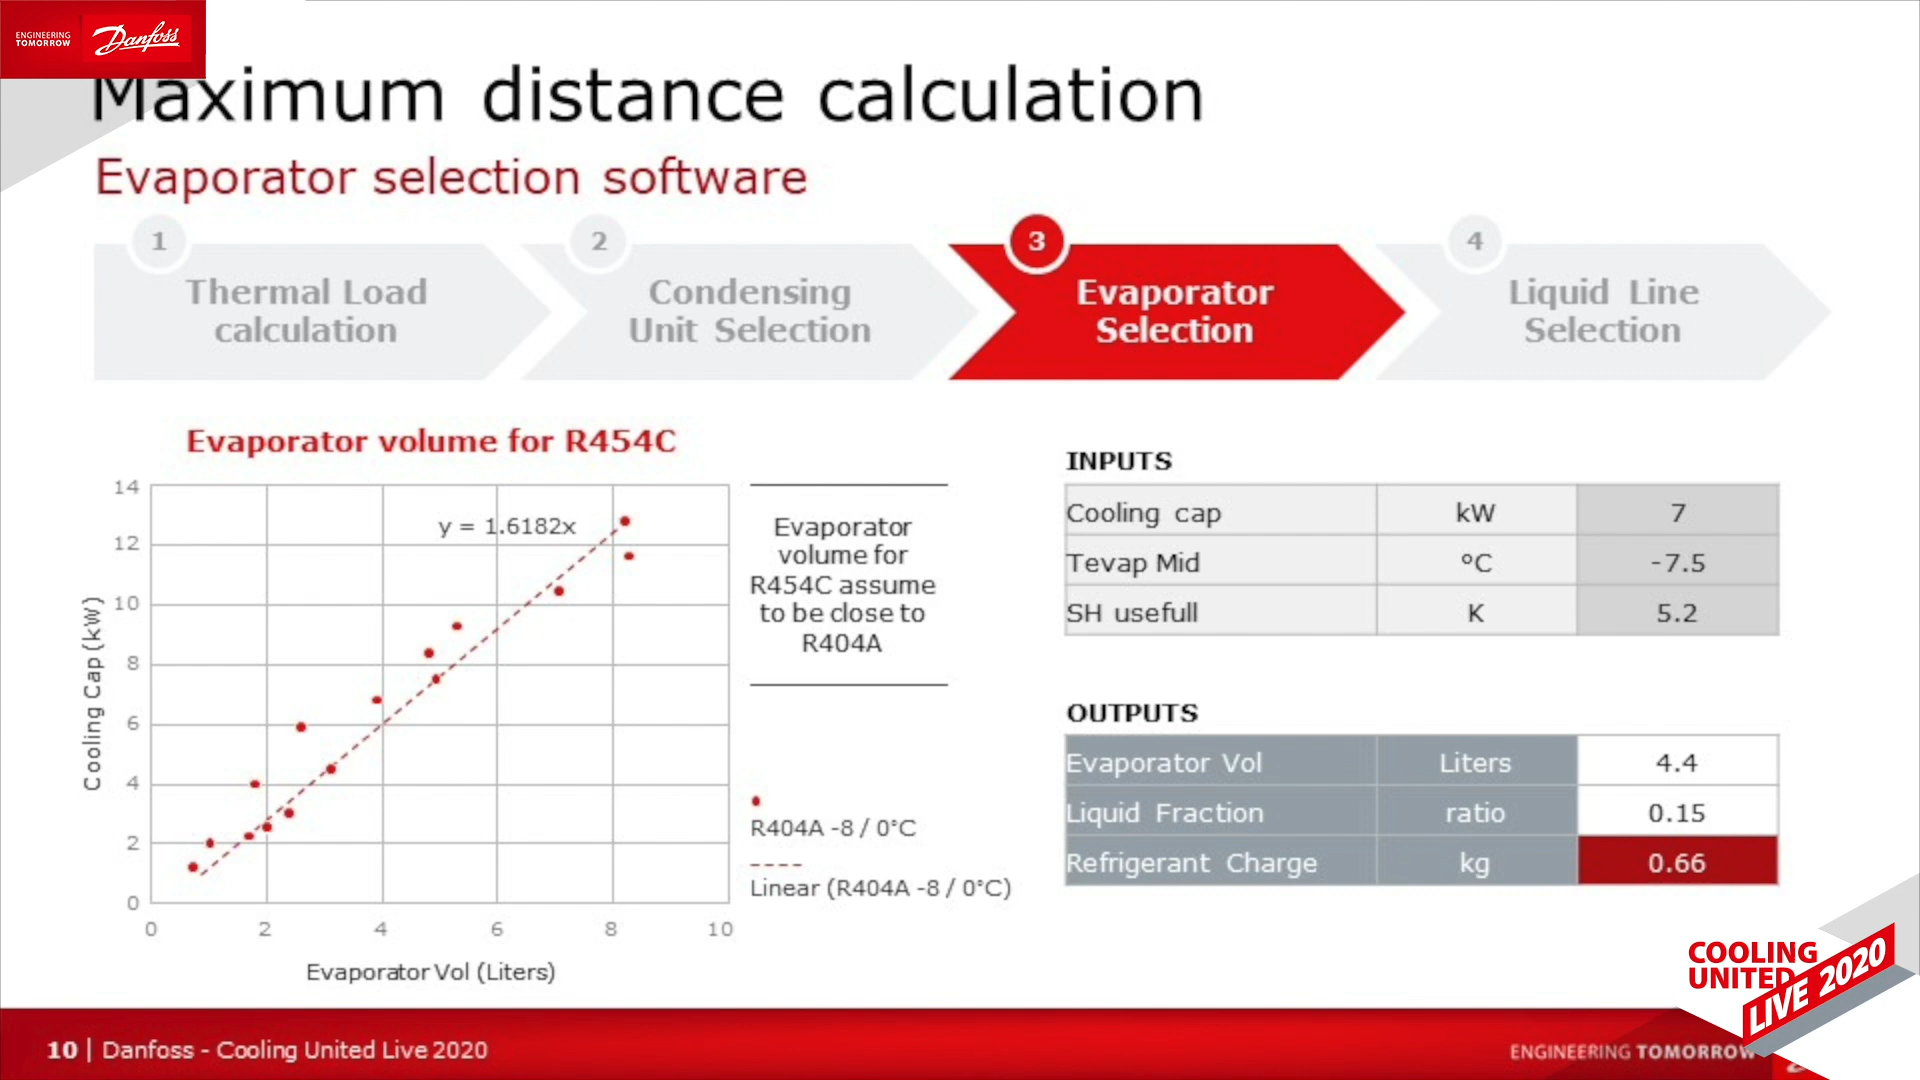 ENGINEERING
TOMORROW
Danfoss
Maximum distance calculation
Evaporator selection software
1
Thermal Load
calculation
2
Condensing
Unit Selection
3
Evaporator
Selection
4
Liquid Line
Selection
Evaporator volume for R454C
y = 1.6182x
14
12
10
8
6
4
2
0
0 2 4 6 8 10
Cooling Cap (kW)
Evaporator Vol (Liters)
Evaporator
volume for
R454C assume
to be close to
R404A
R404A -8 / 0°C
Linear (R404A -8 / 0°C)
INPUTS
Cooling cap kW 7
Tevap Mid °C -7.5
SH usefull K 5.2
OUTPUTS
Evaporator Vol Liters 4.4
Liquid Fraction ratio 0.15
Refrigerant Charge kg 0.66
COOLING
UNITED
LIVE 2020
10 | Danfoss - Cooling United Live 2020
ENGINEERING TOMORROW